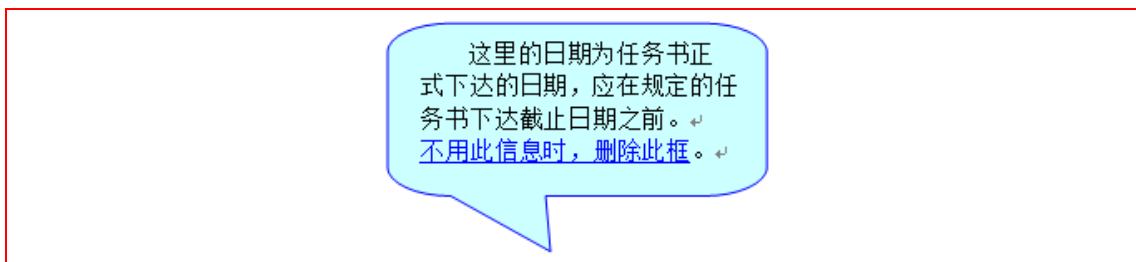 这里的日期为任务书正
式下达的日期，应在规定的任
务书下达截止日期之前。
不用此信息时，删除此框。